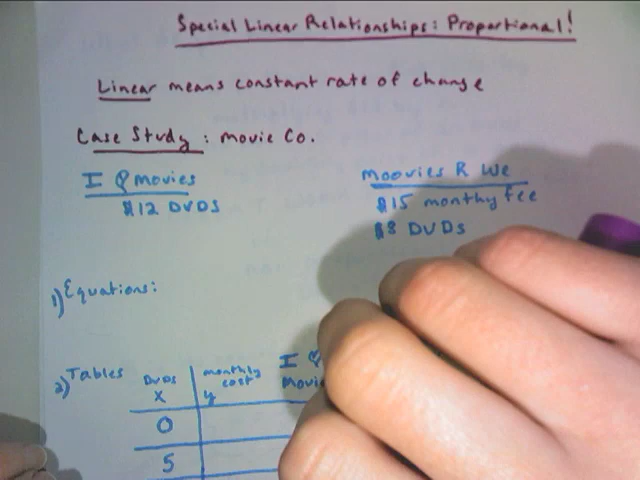 Special Linear Relationships: Proportional!
Linear means constant rate of change
Case Study: Movie Co.
I Q movies
$12 DVDS
Moovies R We
$15 monthly fee
$8 DVDs
1) Equations:
2) Tables
DVDS
X
monthly
cost
y
I Q
Movi
0
5